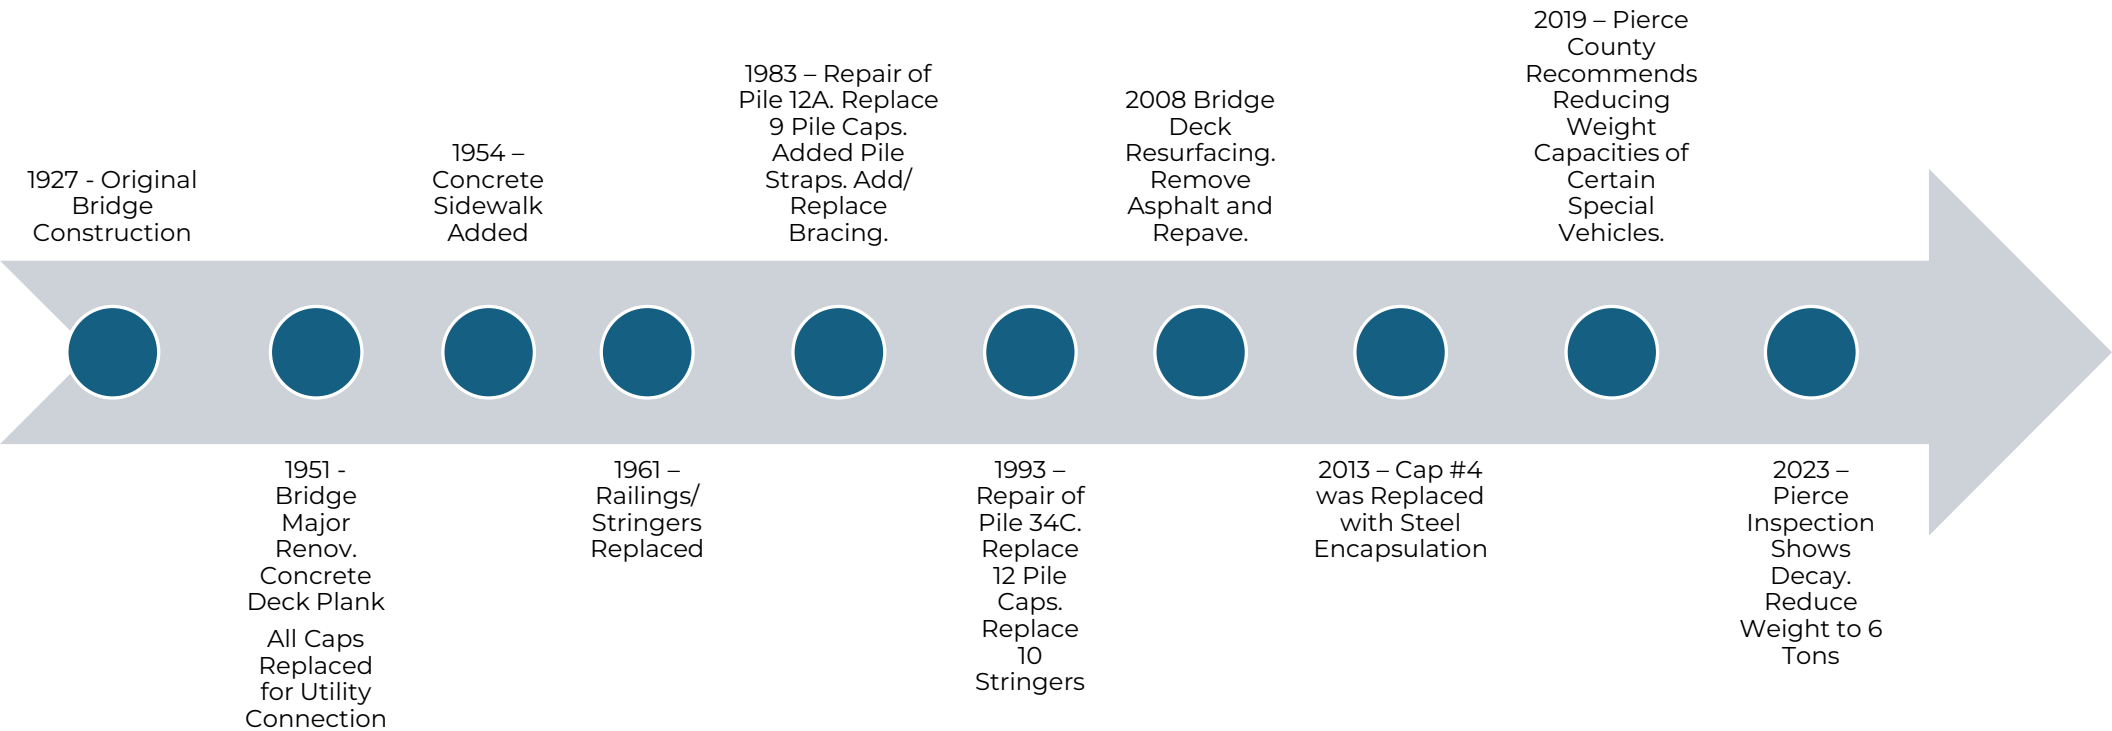 1927 - Original
Bridge
Construction
1951 -
Bridge
Major
Renov.
Concrete
Deck Plank
All Caps
Replaced
for Utility
Connection
1954 –
Concrete
Sidewalk
Added
1961 –
Railings/
Stringers
Replaced
1983 – Repair of
Pile 12A. Replace
9 Pile Caps.
Added Pile
Straps. Add/
Replace
Bracing.
1993 –
Repair of
Pile 34C.
Replace
12 Pile
Caps.
Replace
10
Stringers
2008 Bridge
Deck
Resurfacing.
Remove
Asphalt and
Repave.
2013 – Cap #4
was Replaced
with Steel
Encapsulation
2019 – Pierce
County
Recommends
Reducing
Weight
Capacities of
Certain
Special
Vehicles.
2023 –
Pierce
Inspection
Shows
Decay.
Reduce
Weight to 6
Tons